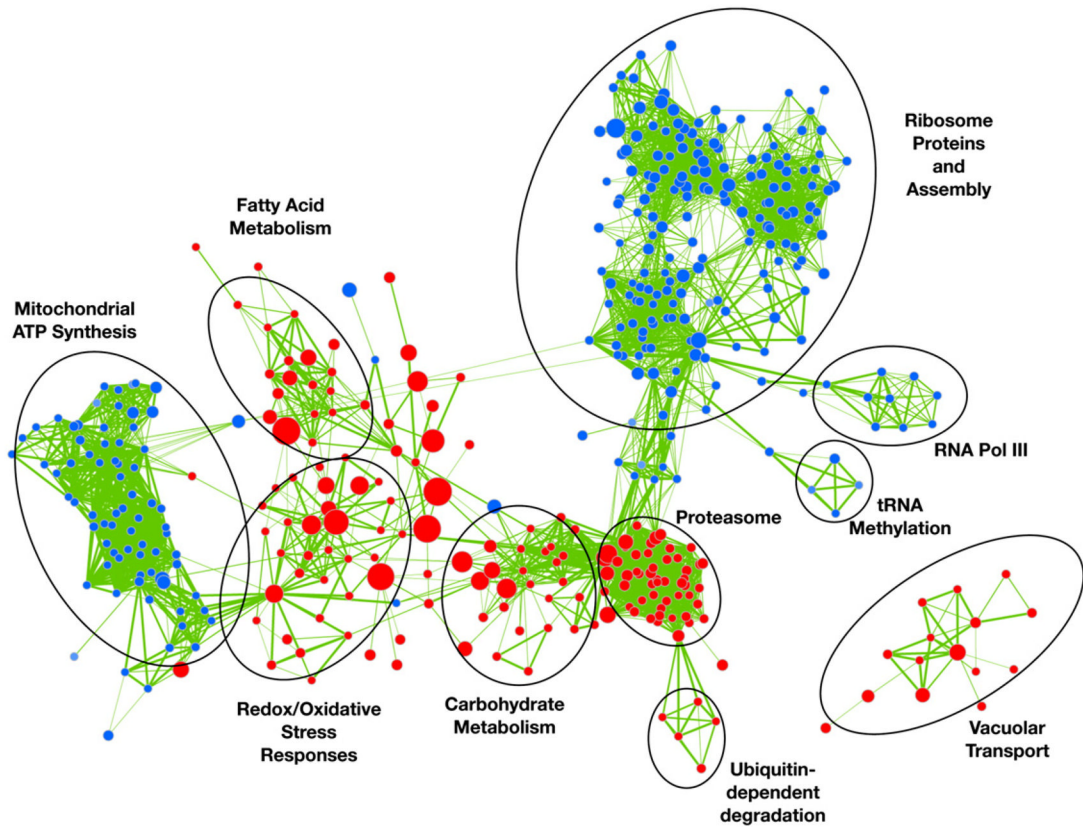 Ribosome
Proteins
and
Assembly
Fatty Acid
Metabolism
Mitochondrial
ATP Synthesis
RNA Pol III
tRNA
Methylation
Proteasome
Redox/Oxidative
Stress
Responses
Carbohydrate
Metabolism
Vacuolar
Transport
Ubiquitin-
dependent
degradation